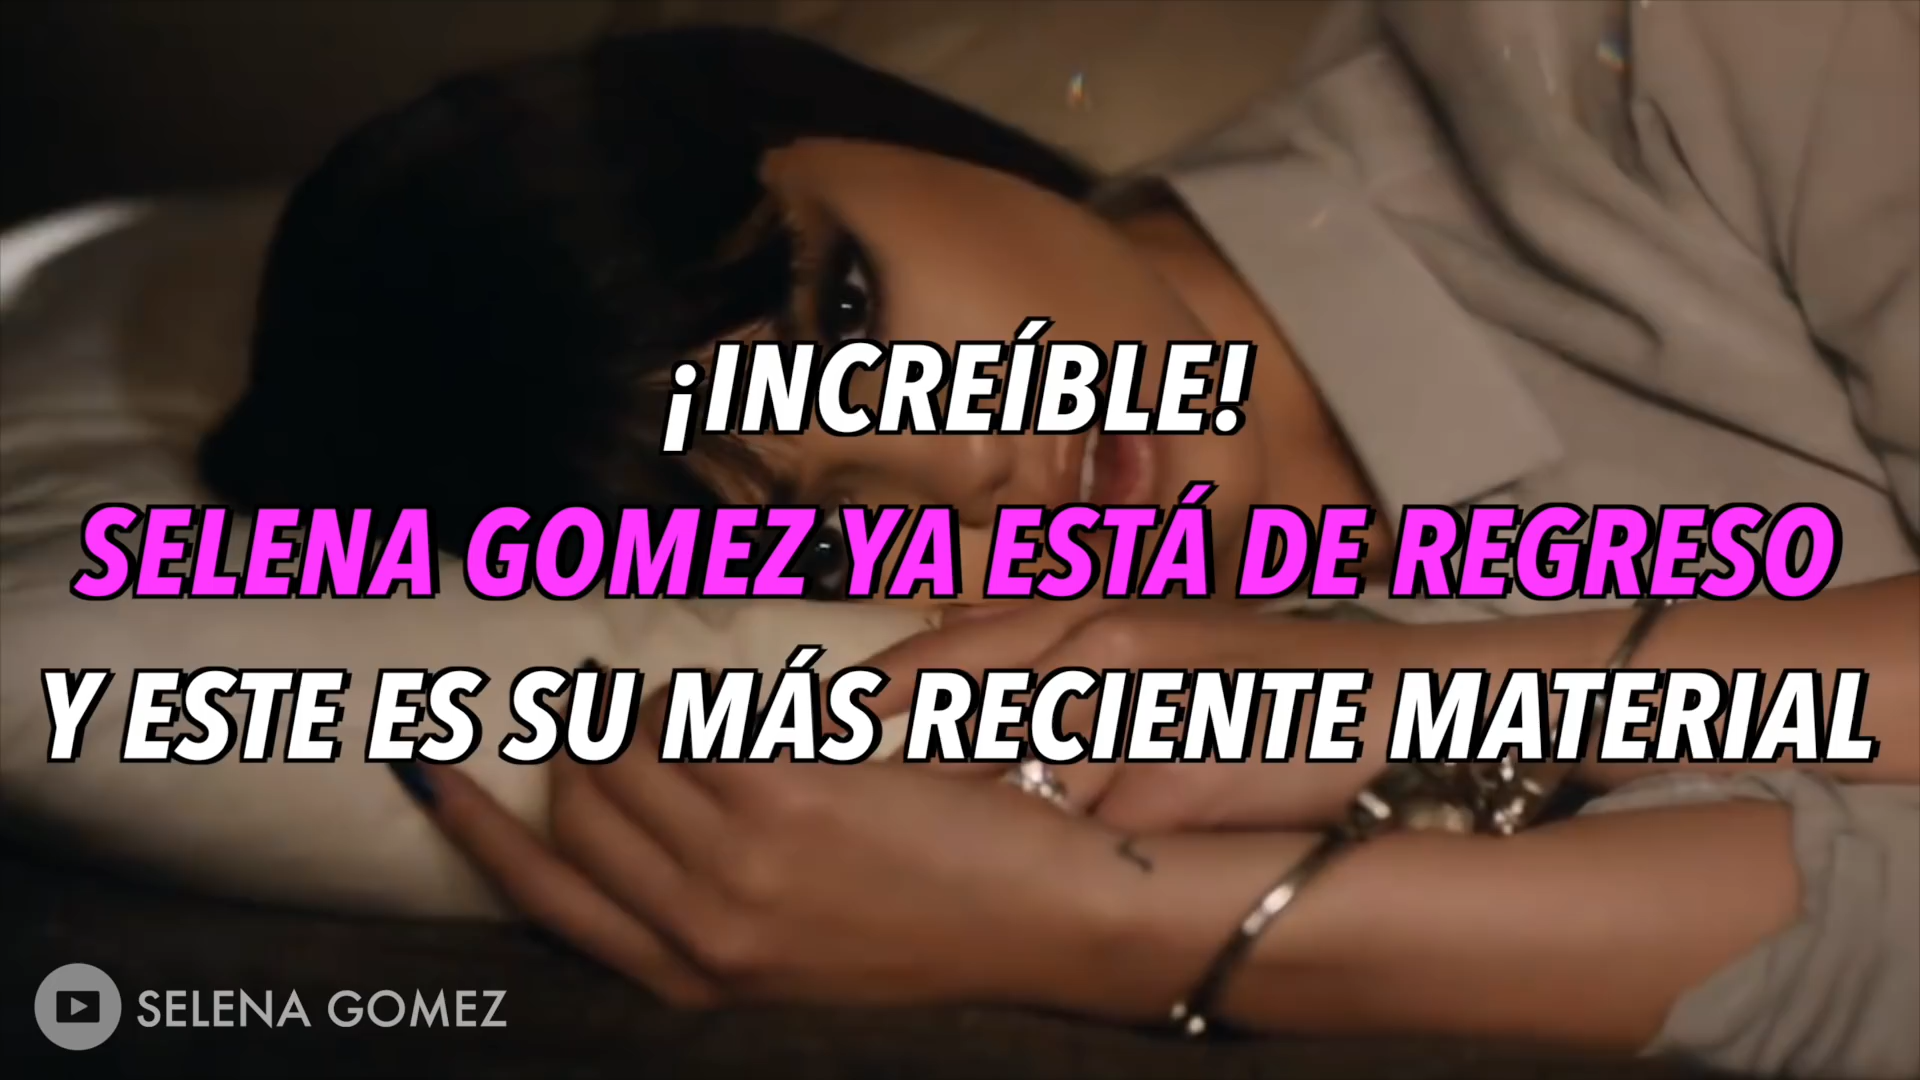 ¡INCREÍBLE!
SELENA GOMEZ YA ESTÁ DE REGRESO
Y ESTE ES SU MÁS RECIENTE MATERIAL
SELENA GOMEZ